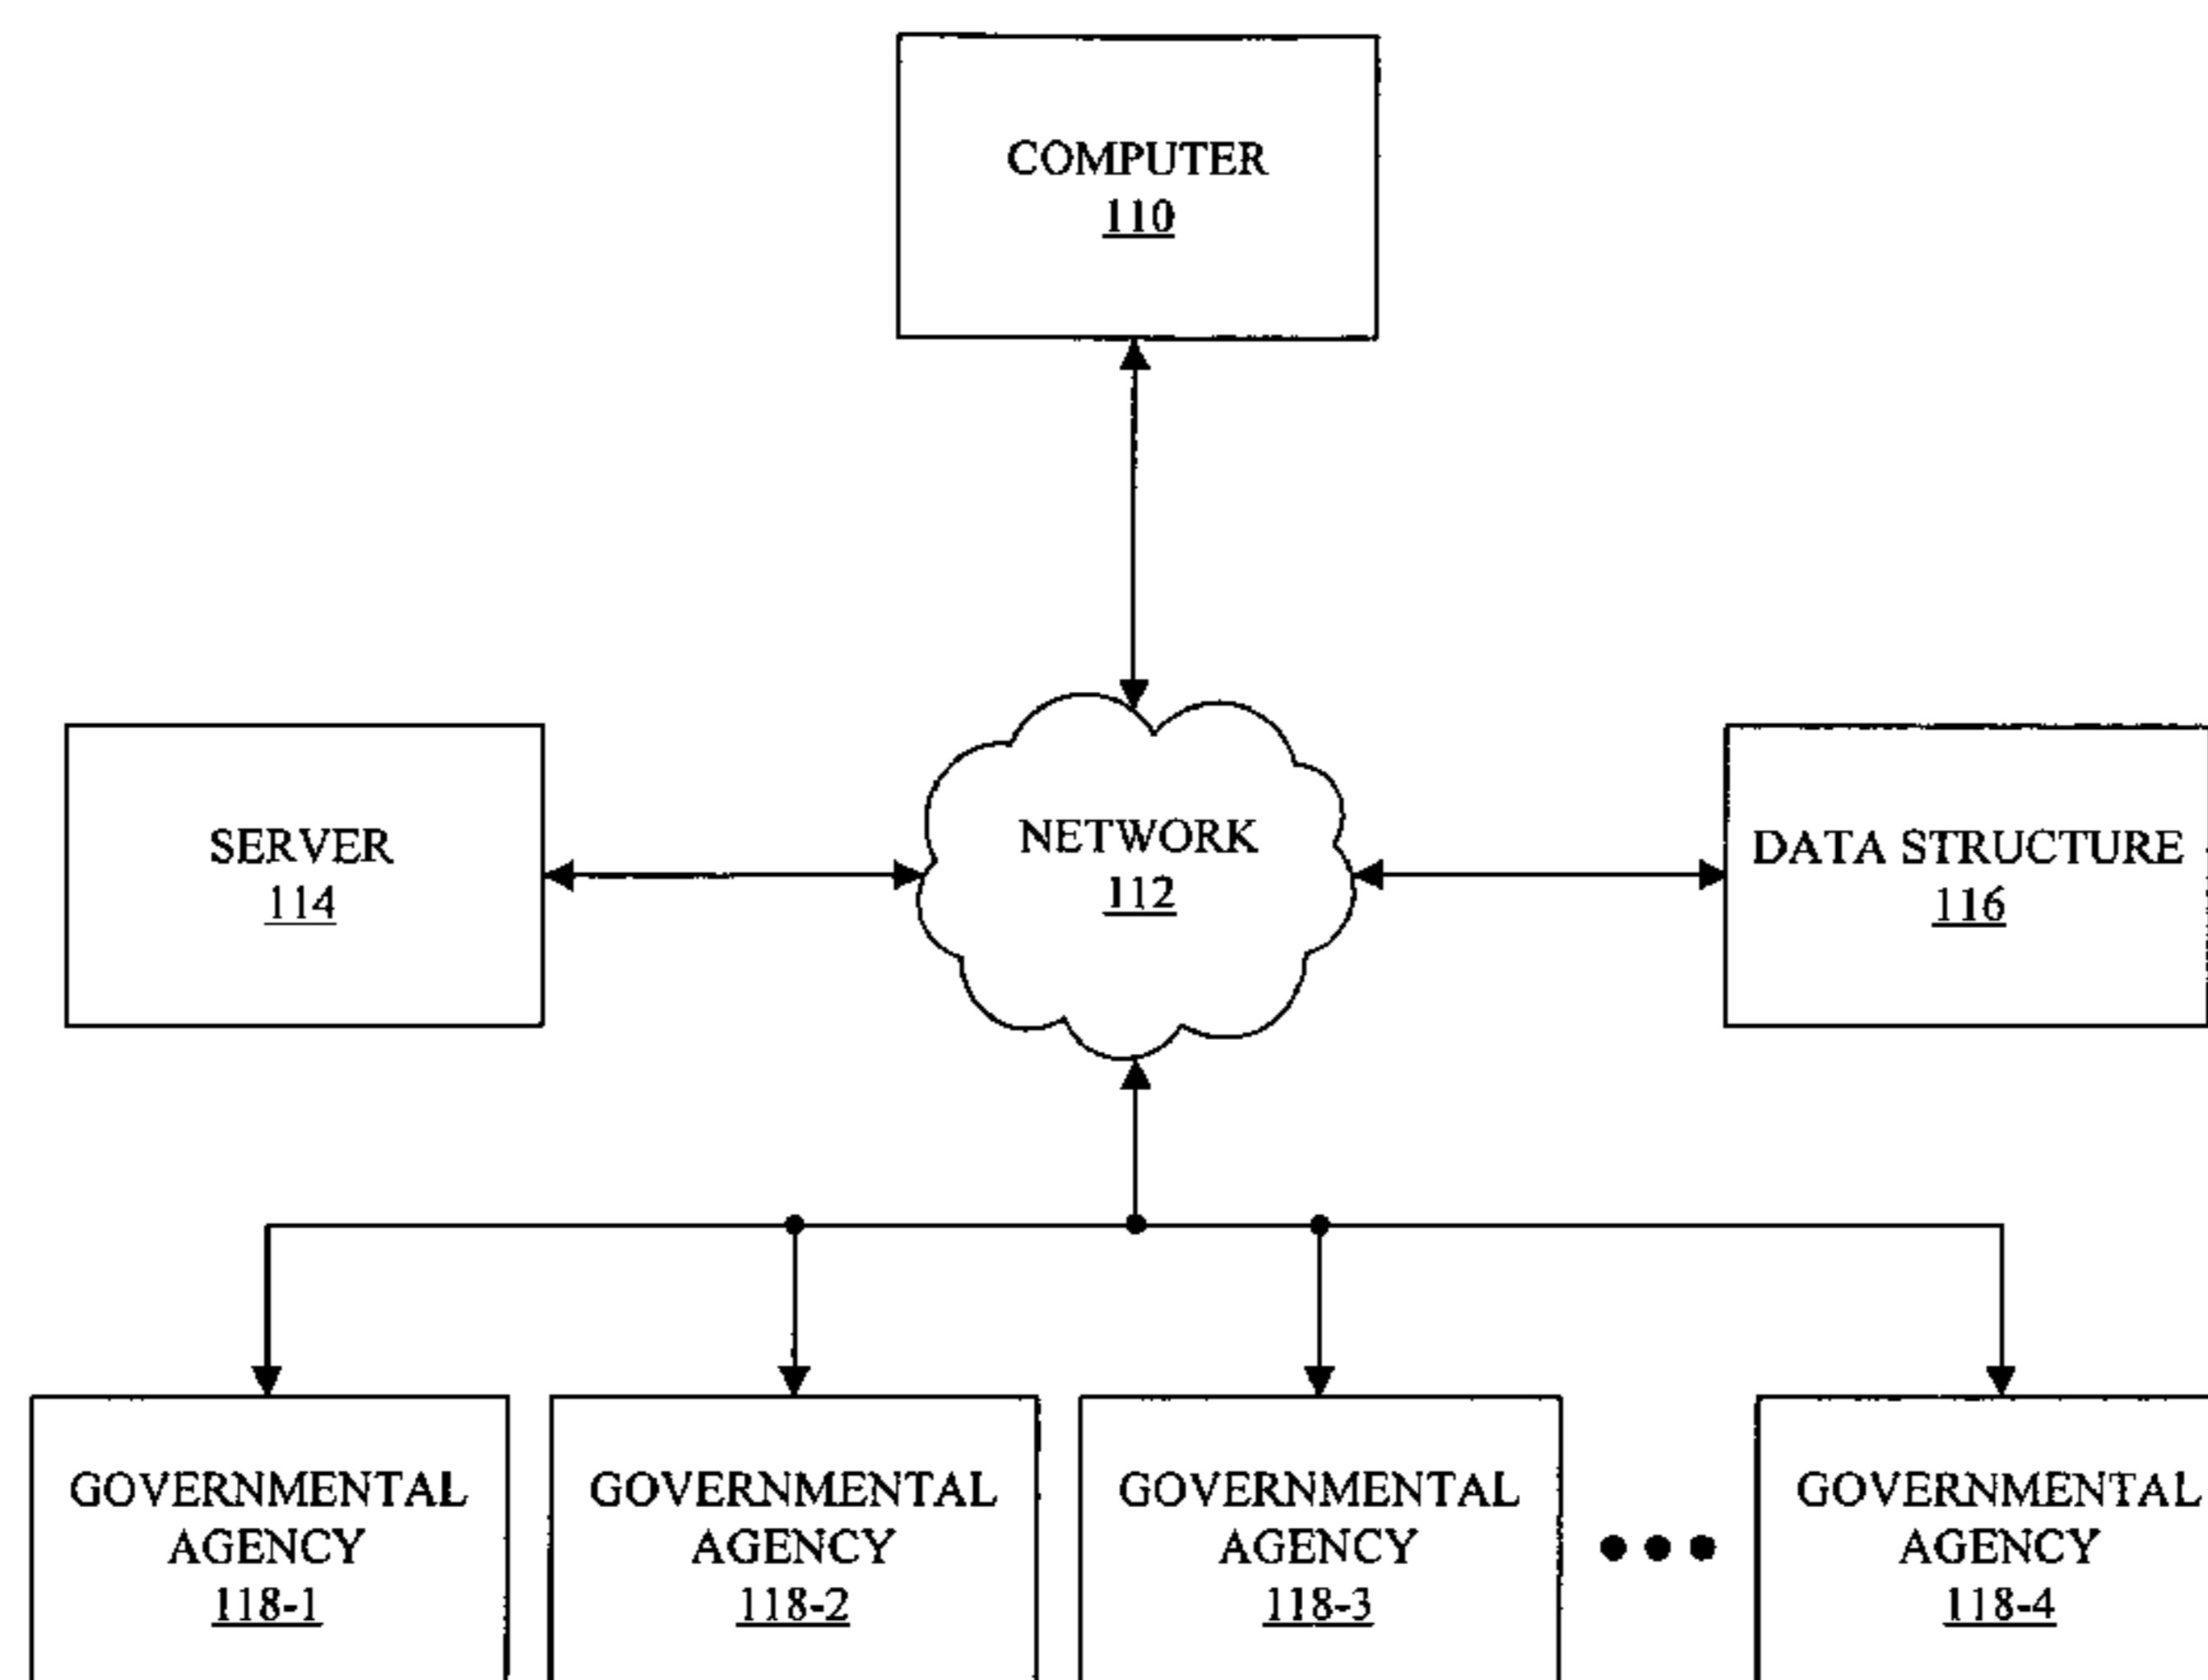 COMPUTER
110
SERVER
114
NETWORK
112
DATA STRUCTURE
116
GOVERNMENTAL
AGENCY
118-1
GOVERNMENTAL
AGENCY
118-2
GOVERNMENTAL
AGENCY
118-3
GOVERNMENTAL
AGENCY
118-4